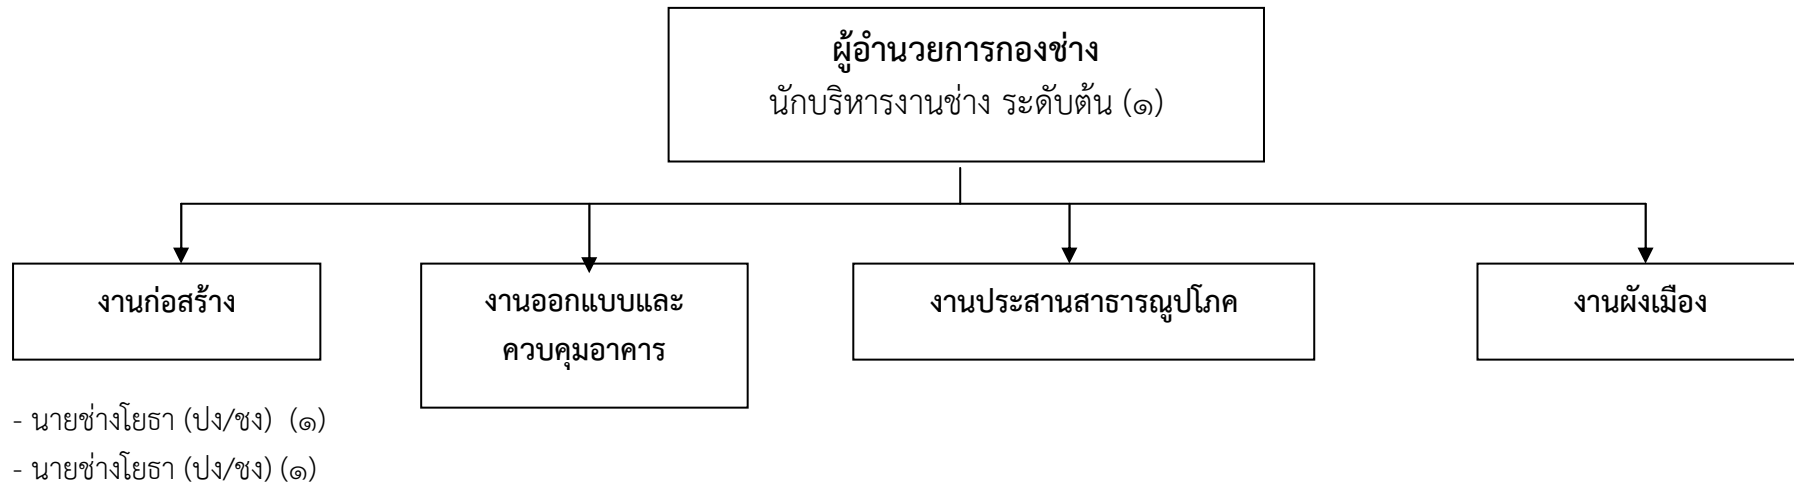 ผู้อำนวยการกองช่าง
นักบริหารงานช่าง ระดับต้น (๑)
งานก่อสร้าง
งานออกแบบและ
ควบคุมอาคาร
งานประสานสาธารณูปโภค
งานผังเมือง
- นายช่างโยธา (ปง/ชง)  (๑)
- นายช่างโยธา (ปง/ชง) (๑)